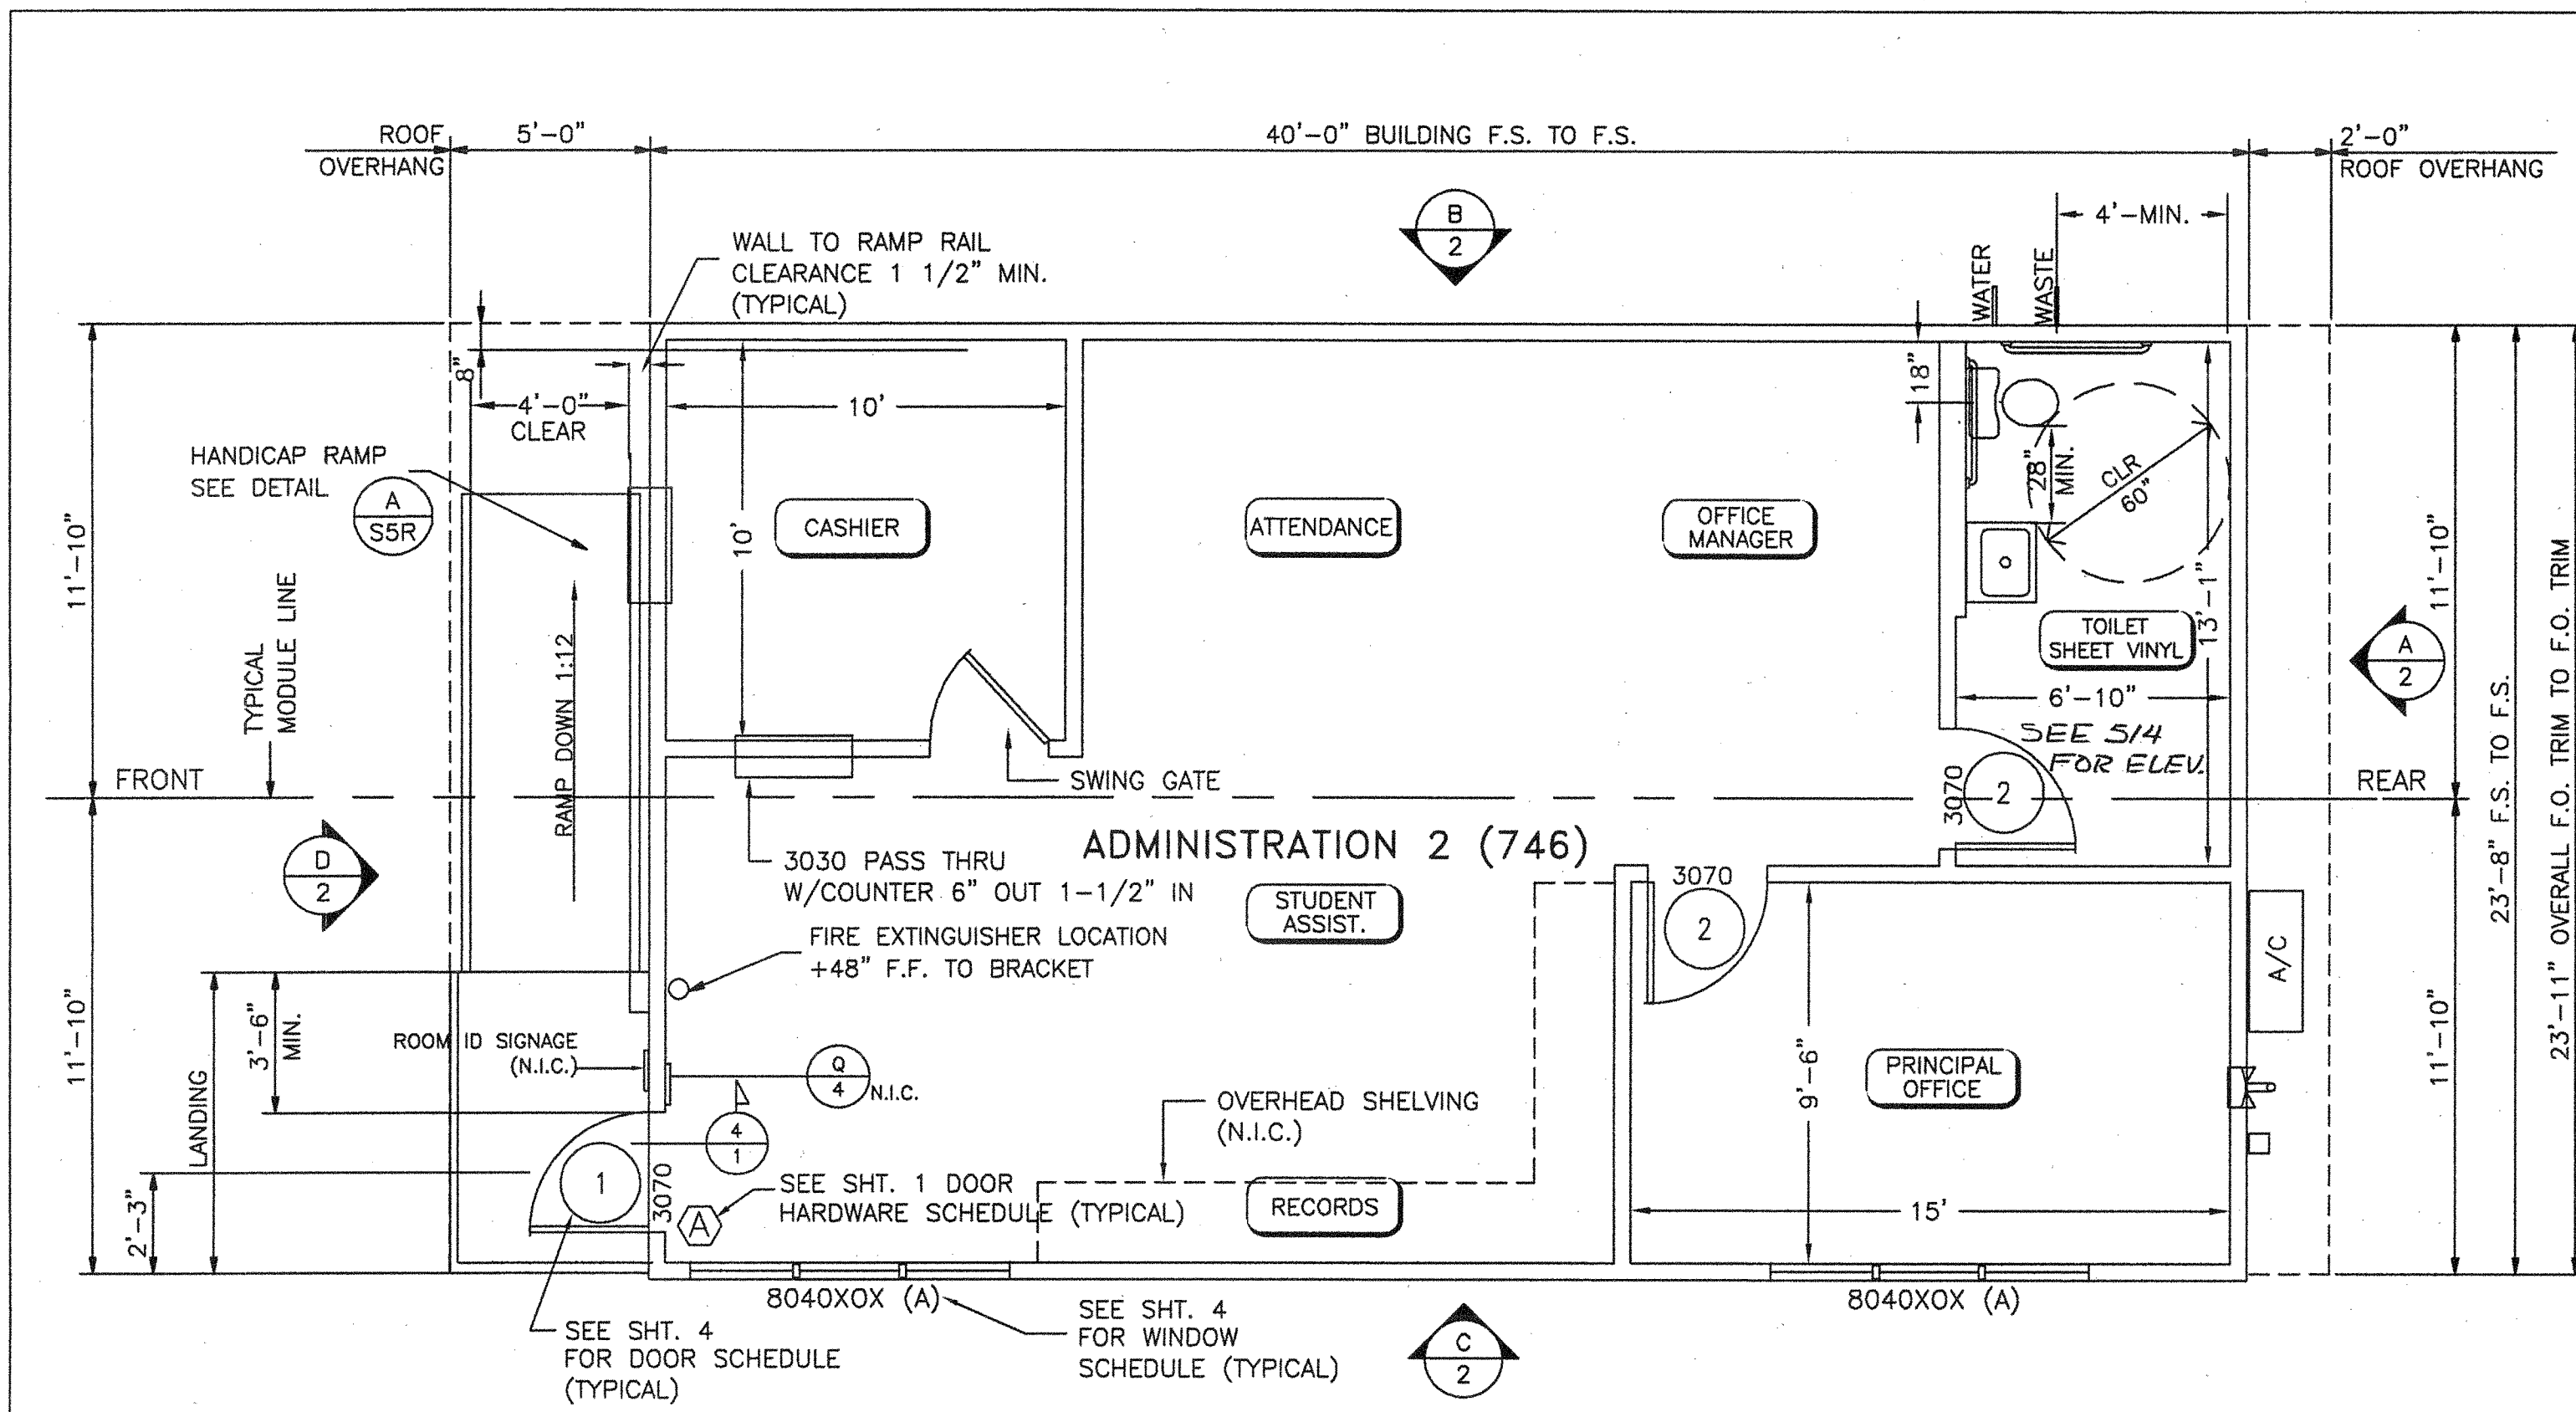 ROOF
OVERHANG
5'-0"
40'-0" BUILDING F.S. TO F.S.
2'-0"
ROOF OVERHANG
B
2
4'-MIN.
WATER
WASTE
WALL TO RAMP RAIL
CLEARANCE 1 1/2" MIN.
(TYPICAL)
8"
4'-0"
CLEAR
10'
10'
18"
HANDICAP RAMP
SEE DETAIL
A
S5R
CASHIER
ATTENDANCE
OFFICE
MANAGER
28"
MIN.
CLR
60"
11'-10"
TYPICAL
MODULE LINE
RAMP DOWN 1:12
TOILET
SHEET VINYL
13'-1"
6'-10"
SEE S14
FOR ELEV.
11'-10"
A
2
23'-8" F.S. TO F.S.
23'-11" OVERALL F.O. TRIM TO F.O. TRIM
FRONT
SWING GATE
3070
2
REAR
D
2
3030 PASS THRU
W/COUNTER 6" OUT 1-1/2" IN
ADMINISTRATION 2 (746)
FIRE EXTINGUISHER LOCATION
+48" F.F. TO BRACKET
STUDENT
ASSIST.
3070
2
A/C
11'-10"
LANDING
3'-6"
MIN.
ROOM ID SIGNAGE
(N.I.C.)
Q
4
N.I.C.
4
1
OVERHEAD SHELVING
(N.I.C.)
9'-6"
PRINCIPAL
OFFICE
11'-10"
2'-3"
1
3070
A
SEE SHT. 1 DOOR
HARDWARE SCHEDULE (TYPICAL)
RECORDS
15'
8040XOX (A)
8040XOX (A)
SEE SHT. 4
FOR DOOR SCHEDULE
(TYPICAL)
SEE SHT. 4
FOR WINDOW
SCHEDULE (TYPICAL)
C
2